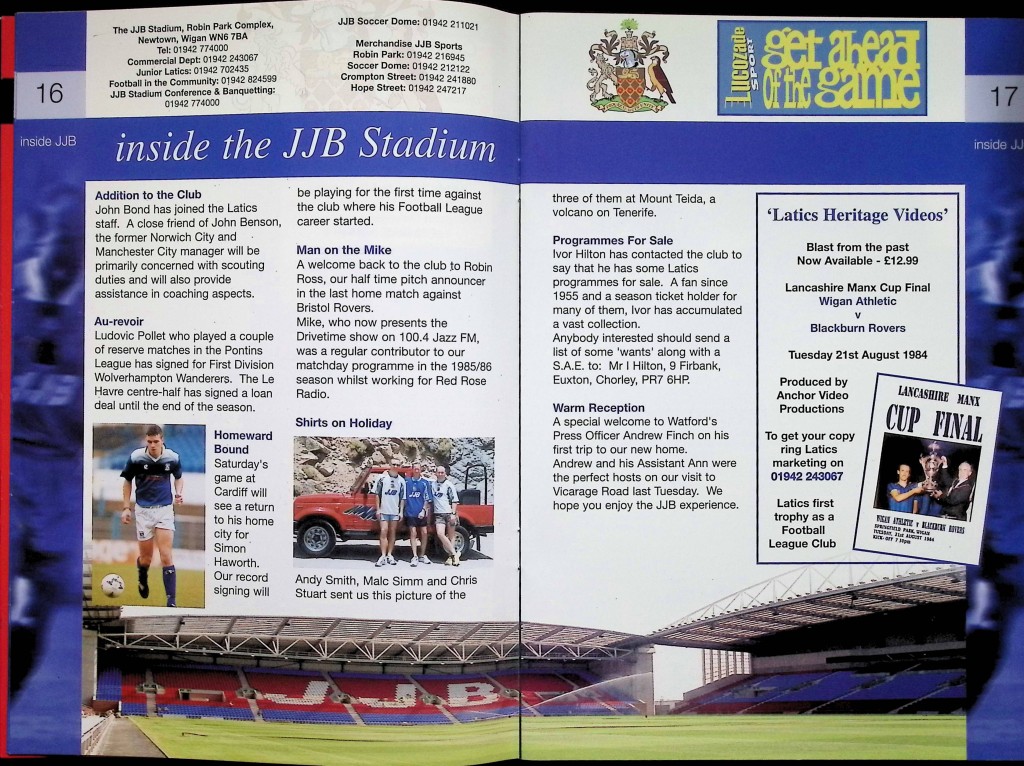 The JJB Stadium, Robin Park Complex,
Newtown, Wigan WN6 7BA
Tel: 01942 774000
Commercial Dept: 01942 243067
Junior Latics: 01942 702435
Football in the Community: 01942 824599
JJB Stadium Conference & Banquetting:
01942 774000
JJB Soccer Dome: 01942 211021
Merchandise JJB Sports
Robin Park: 01942 216945
Soccer Dome: 01942 212122
Crompton Street: 01942 241880
Hope Street: 01942 247217
LUCOZADE
SPORT
get ahead
of the game
16
inside JJB
17
inside JJ
inside the JJB Stadium
Addition to the Club
John Bond has joined the Latics
staff. A close friend of John Benson,
the former Norwich City and
Manchester City manager will be
primarily concerned with scouting
duties and will also provide
assistance in coaching aspects.
Au-revoir
Ludovic Pollet who played a couple
of reserve matches in the Pontins
League has signed for First Division
Wolverhampton Wanderers. The Le
Havre centre-half has signed a loan
deal until the end of the season.
Homeward
Bound
Saturday's
game at
Cardiff will
see a return
to his home
city for
Simon
Haworth.
Our record
signing will
be playing for the first time against
the club where his Football League
career started.
Man on the Mike
A welcome back to the club to Robin
Ross, our half time pitch announcer
in the last home match against
Bristol Rovers.
Mike, who now presents the
Drivetime show on 100.4 Jazz FM,
was a regular contributor to our
matchday programme in the 1985/86
season whilst working for Red Rose
Radio.
Shirts on Holiday
JJB
Andy Smith, Malc Simm and Chris
Stuart sent us this picture of the
three of them at Mount Teida, a
volcano on Tenerife.
Programmes For Sale
Ivor Hilton has contacted the club to
say that he has some Latics
programmes for sale. A fan since
1955 and a season ticket holder for
many of them, Ivor has accumulated
a vast collection.
Anybody interested should send a
list of some 'wants' along with a
S.A.E. to: Mr I Hilton, 9 Firbank,
Euxton, Chorley, PR7 6HP.
Warm Reception
A special welcome to Watford's
Press Officer Andrew Finch on his
first trip to our new home.
Andrew and his Assistant Ann were
the perfect hosts on our visit to
Vicarage Road last Tuesday. We
hope you enjoy the JJB experience.
'Latics Heritage Videos'
Blast from the past
Now Available - £12.99
Lancashire Manx Cup Final
Wigan Athletic
v
Blackburn Rovers
Tuesday 21st August 1984
Produced by
Anchor Video
Productions
To get your copy
ring Latics
marketing on
01942 243067
Latics first
trophy as a
Football
League Club
LANCASHIRE MANX
CUP FINAL
WIGAN ATHLETIC v BLACKBURN ROVERS
SPRINGFIELD PARK, WIGAN
TUESDAY, 21st AUGUST 1984
KICK-OFF 7.30pm
JJB